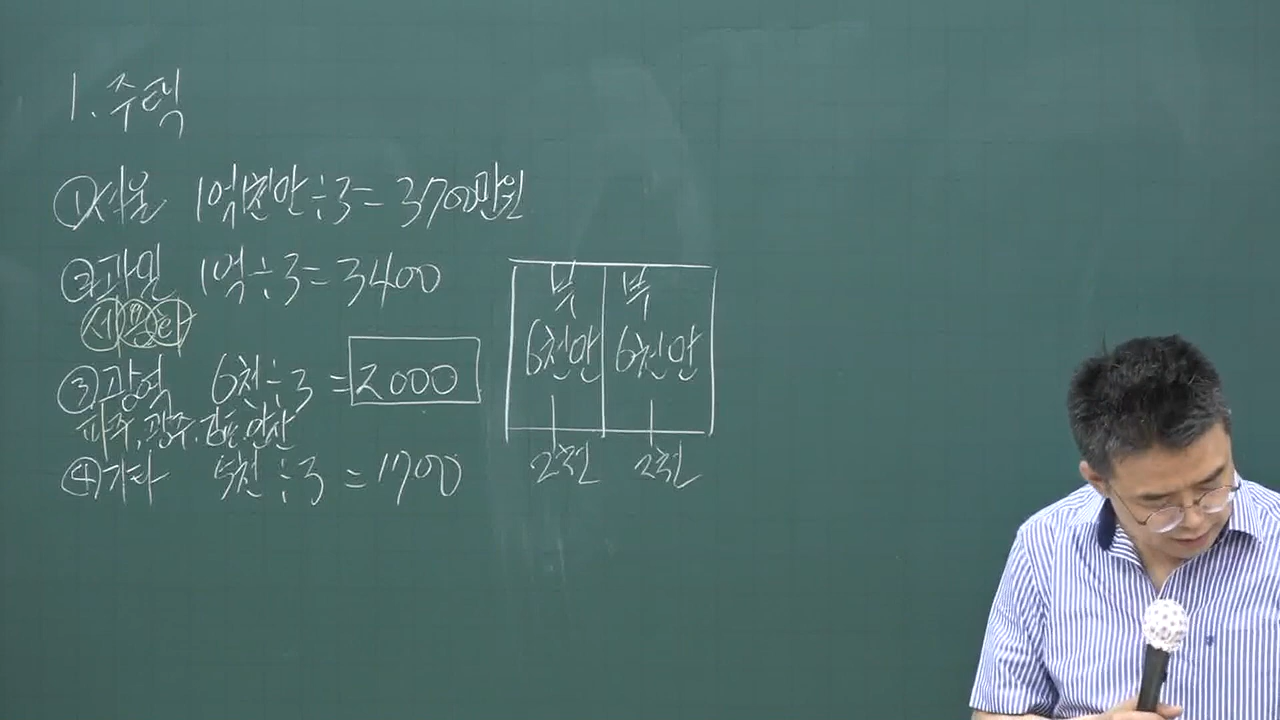 1. 주택
①서울 1억1천만÷3= 3700만원
②과밀 1억÷3=3400
세 용 화
③광역 6천÷3 =2000
파주, 광주, 김포, 안산
④기타 5천÷3 =1700
부 부
6천만 6천만
2천 2천